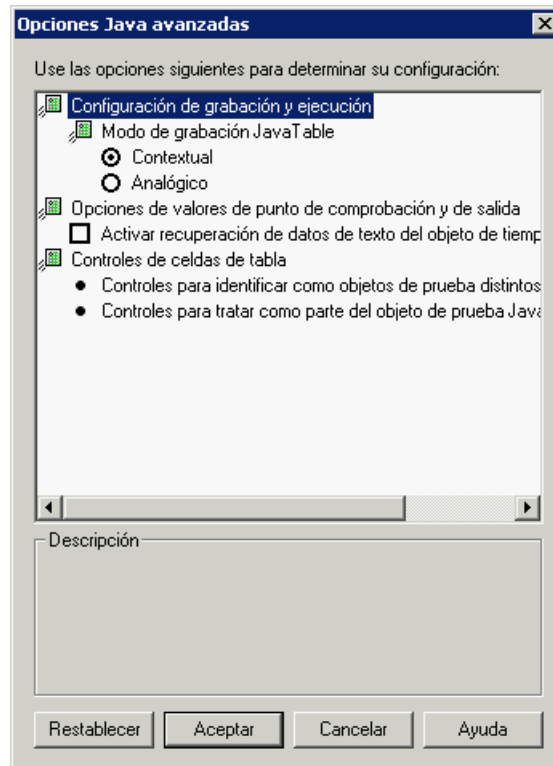 Opciones Java avanzadas
Use las opciones siguientes para determinar su configuración:
Configuración de grabación y ejecución
Modo de grabación JavaTable
Contextual
Analógico
Opciones de valores de punto de comprobación y de salida
Activar recuperación de datos de texto del objeto de tiemp
Controles de celdas de tabla
Controles para identificar como objetos de prueba distintos
Controles para tratar como parte del objeto de prueba Java
Descripción
Restablecer Aceptar Cancelar Ayuda